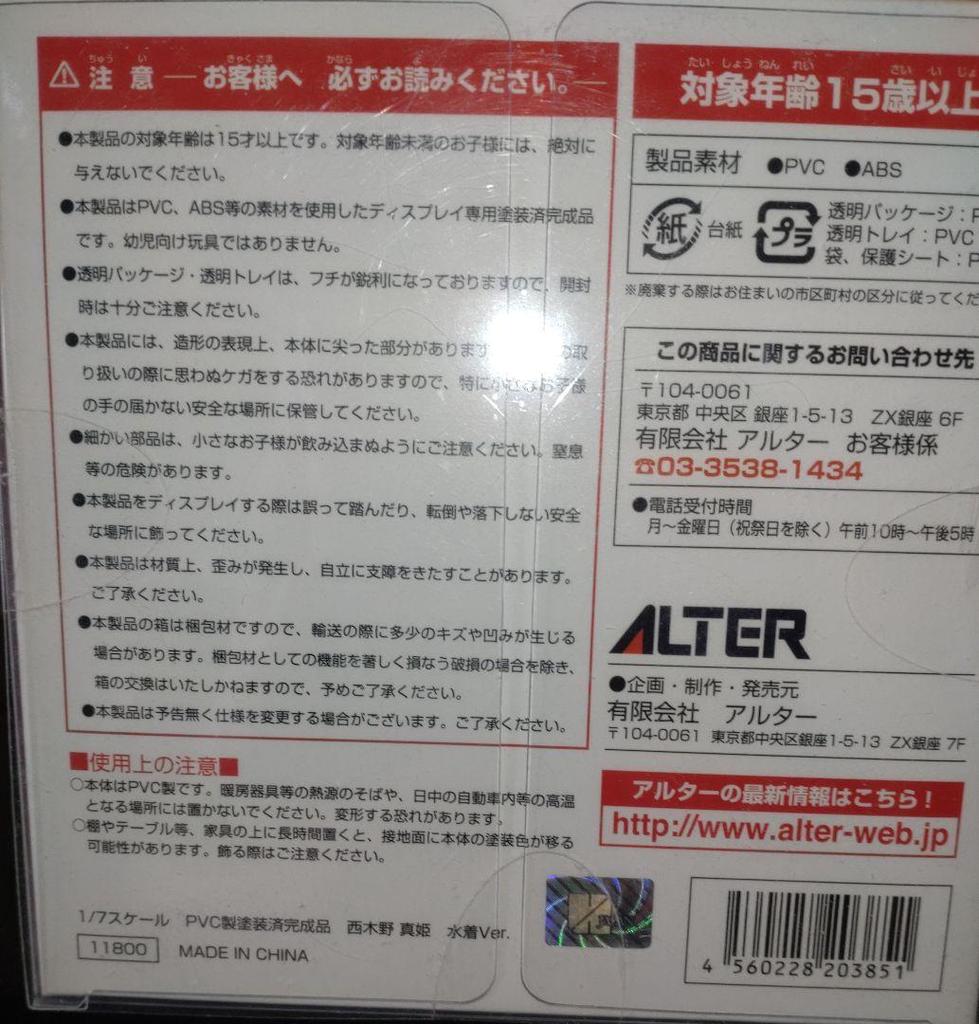 ちゅう い きゃくさま かなら
⚠注 意 ― お客様へ 必ずお読みください。―
●本製品の対象年齢は15才以上です。対象年齢未満のお子様には、絶対に
与えないでください。
●本製品はPVC、ABS等の素材を使用したディスプレイ専用塗装済完成品
です。幼児向け玩具ではありません。
●透明パッケージ・透明トレイは、フチが鋭利になっておりますので、開封
時は十分ご注意ください。
●本製品には、造形の表現上、本体に尖った部分があります 取
り扱いの際に思わぬケガをする恐れがありますので、特に小さなお子様
の手の届かない安全な場所に保管してください。
●細かい部品は、小さなお子様が飲み込まぬようにご注意ください。窒息
等の危険があります。
●本製品をディスプレイする際は誤って踏んだり、転倒や落下しない安全
な場所に飾ってください。
●本製品は材質上、歪みが発生し、自立に支障をきたすことがあります。
ご了承ください。
●本製品の箱は梱包材ですので、輸送の際に多少のキズや凹みが生じる
場合があります。梱包材としての機能を著しく損なう破損の場合を除き、
箱の交換はいたしかねますので、予めご了承ください。
●本製品は予告無く仕様を変更する場合がございます。ご了承ください。
■使用上の注意■
○本体はPVC製です。暖房器具等の熱源のそばや、日中の自動車内等の高温
となる場所には置かないでください。変形する恐れがあります。
○棚やテーブル等、家具の上に長時間置くと、接地面に本体の塗装色が移る
可能性があります。飾る際はご注意ください。
1/7スケール PVC製塗装済完成品 西木野 真姫 水着Ver.
11800 MADE IN CHINA
たいしょうねんれい さいいじょ
対象年齢15歳以上
製品素材 ●PVC ●ABS
紙 台紙 プラ
透明パッケージ：P
透明トレイ：PVC
袋、保護シート：P
※廃棄する際はお住まいの市区町村の区分に従ってくだ
この商品に関するお問い合わせ先
〒104-0061
東京都 中央区 銀座1-5-13 ZX銀座 6F
有限会社 アルター お客様係
☎03-3538-1434
●電話受付時間
月～金曜日（祝祭日を除く）午前10時～午後5時
ALTER
●企画・制作・発売元
有限会社 アルター
〒104-0061 東京都中央区銀座1-5-13 ZX銀座 7F
アルターの最新情報はこちら！
http://www.alter-web.jp
4 560228 203851